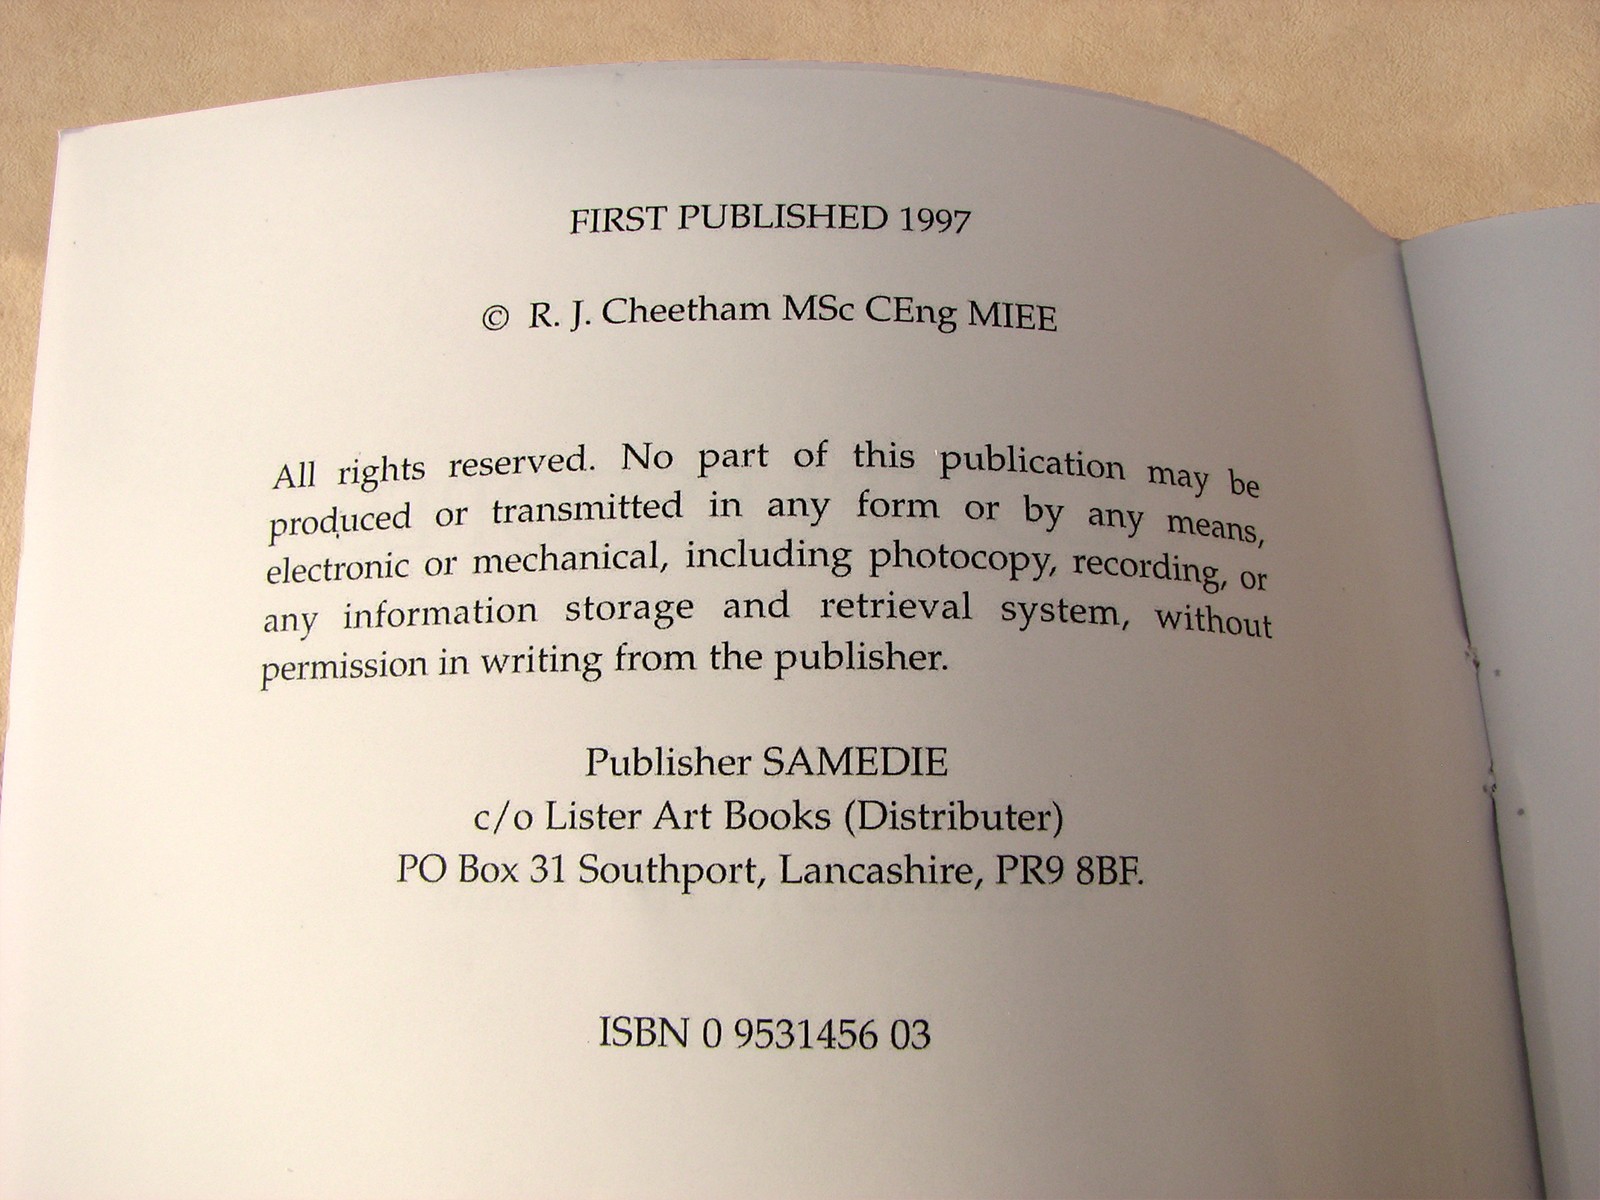 FIRST PUBLISHED 1997
© R. J. Cheetham MSc CEng MIEE
All rights reserved. No part of this publication may be
produced or transmitted in any form or by any means,
electronic or mechanical, including photocopy, recording, or
any information storage and retrieval system, without
permission in writing from the publisher.
Publisher SAMEDIE
c/o Lister Art Books (Distributer)
PO Box 31 Southport, Lancashire, PR9 8BF.
ISBN 0 9531456 03